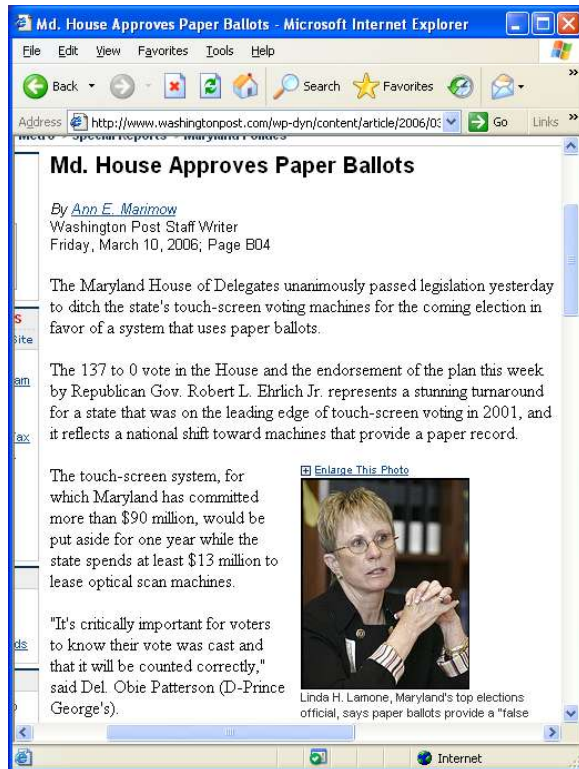 Md. House Approves Paper Ballots - Microsoft Internet Explorer
File Edit View Favorites Tools Help
Back Search Favorites »
Address http://www.washingtonpost.com/wp-dyn/content/article/2006/03 Go Links »
Metro > Special Reports > Maryland Politics
Md. House Approves Paper Ballots
By Ann E. Marimow
Washington Post Staff Writer
Friday, March 10, 2006; Page B04
The Maryland House of Delegates unanimously passed legislation yesterday
to ditch the state's touch-screen voting machines for the coming election in
favor of a system that uses paper ballots.
S
Site
The 137 to 0 vote in the House and the endorsement of the plan this week
am
by Republican Gov. Robert L. Ehrlich Jr. represents a stunning turnaround
for a state that was on the leading edge of touch-screen voting in 2001, and
ax
it reflects a national shift toward machines that provide a paper record.
Enlarge This Photo
The touch-screen system, for
which Maryland has committed
more than $90 million, would be
put aside for one year while the
state spends at least $13 million to
lease optical scan machines.
"It's critically important for voters
to know their vote was cast and
ds
that it will be counted correctly,"
said Del. Obie Patterson (D-Prince
George's).
Linda H. Lamone, Maryland's top elections
official, says paper ballots provide a "false
Internet